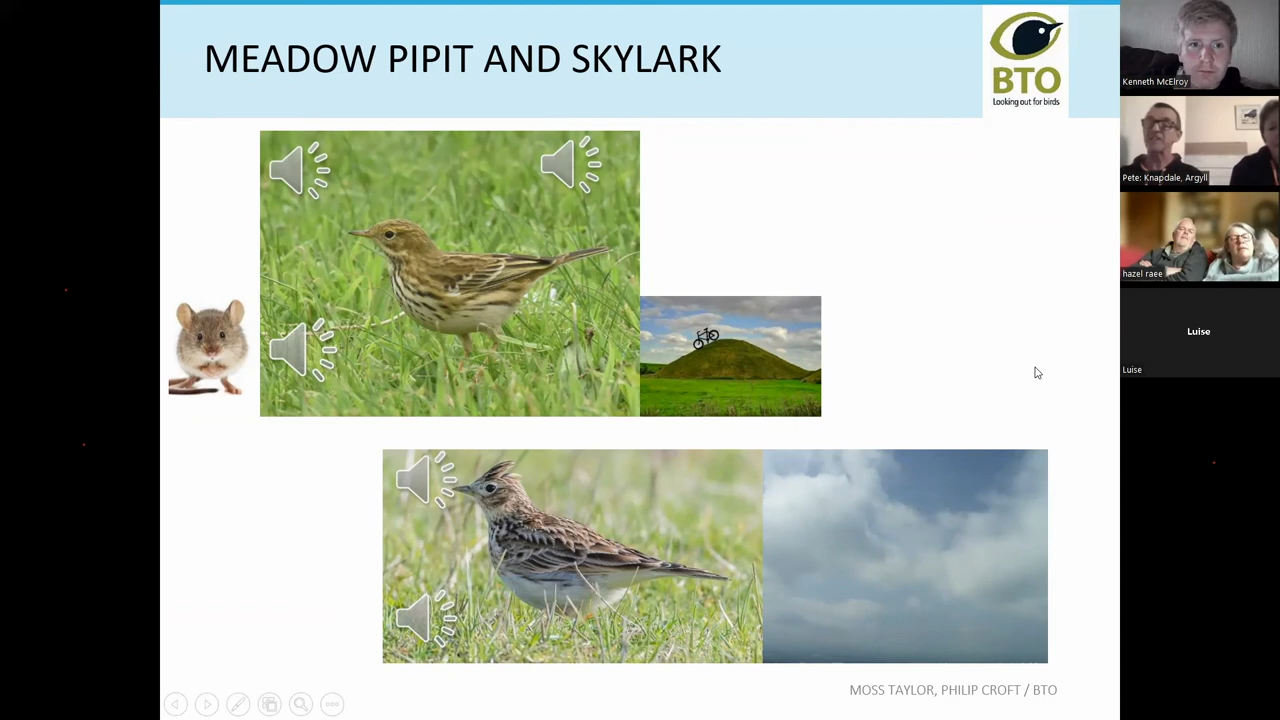 MEADOW PIPIT AND SKYLARK
BTO
Looking out for birds
MOSS TAYLOR, PHILIP CROFT / BTO
Kenneth McElroy
Pete: Knapdale, Argyll
hazel raee
Luise
Luise